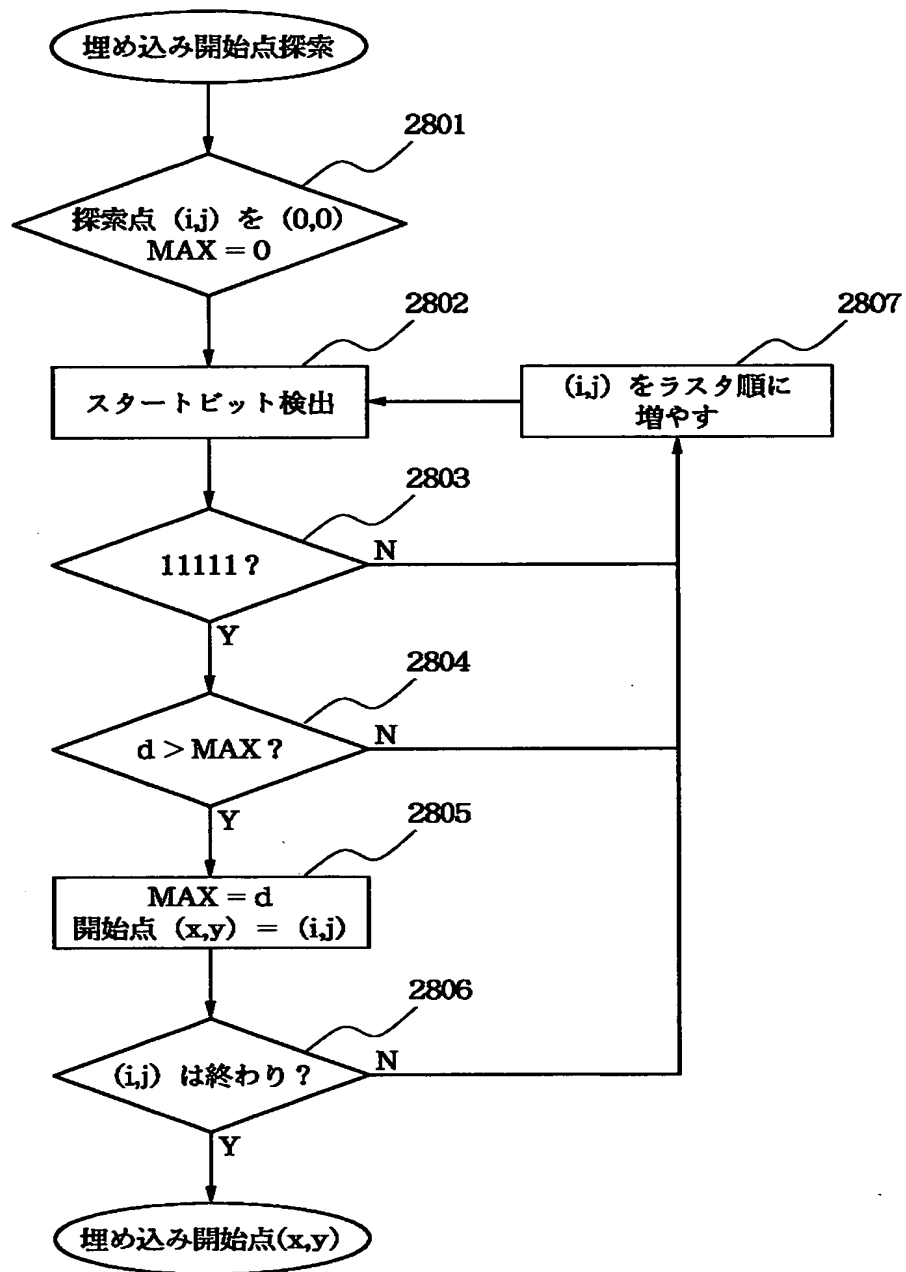 埋め込み開始点探索
2801
探索点 (i,j) を (0,0)
MAX = 0
2802
スタートビット検出
2807
(i,j) をラスタ順に
増やす
2803
11111?
N
Y
2804
d > MAX?
N
Y
2805
MAX = d
開始点 (x,y) = (i,j)
2806
(i,j) は終わり?
N
Y
埋め込み開始点(x,y)